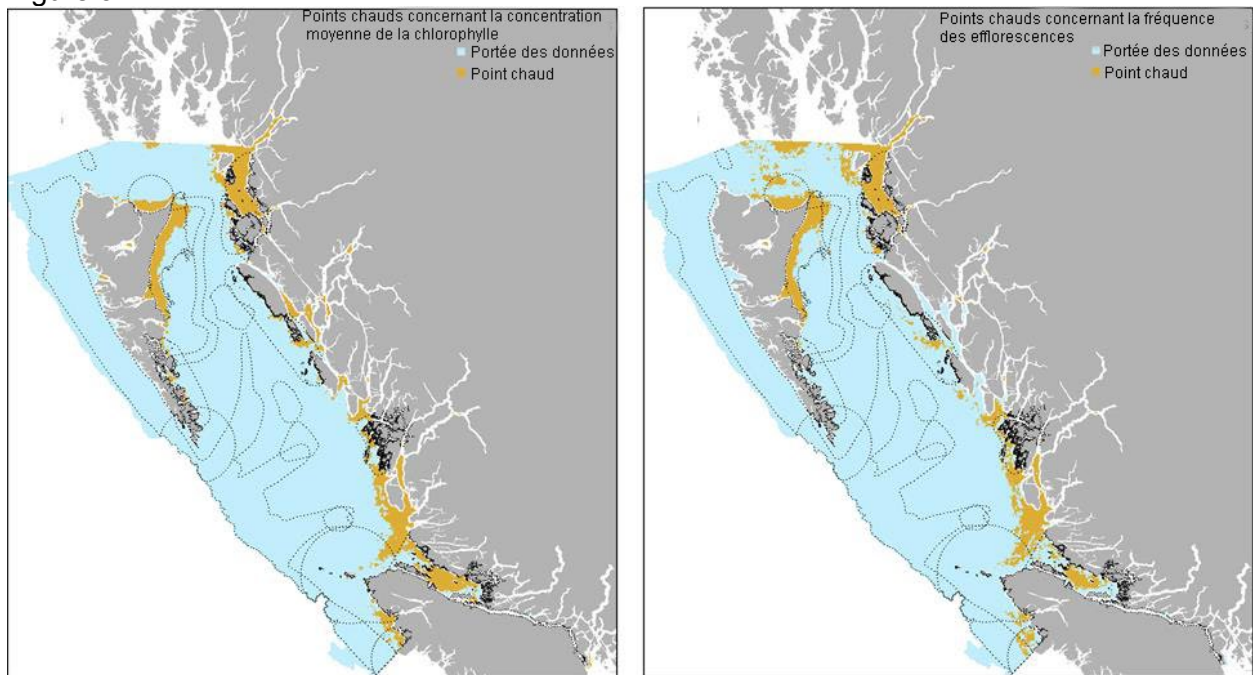 Points chauds concernant la concentration
moyenne de la chlorophylle
Portée des données
Point chaud
Points chauds concernant la fréquence
des efflorescences
Portée des données
Point chaud